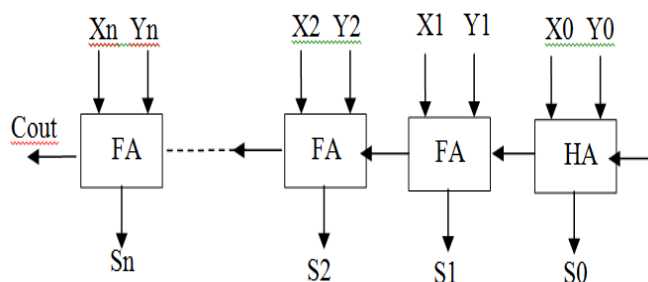 Xn Yn X2 Y2 X1 Y1 X0 Y0
Cout FA FA FA HA
Sn S2 S1 S0